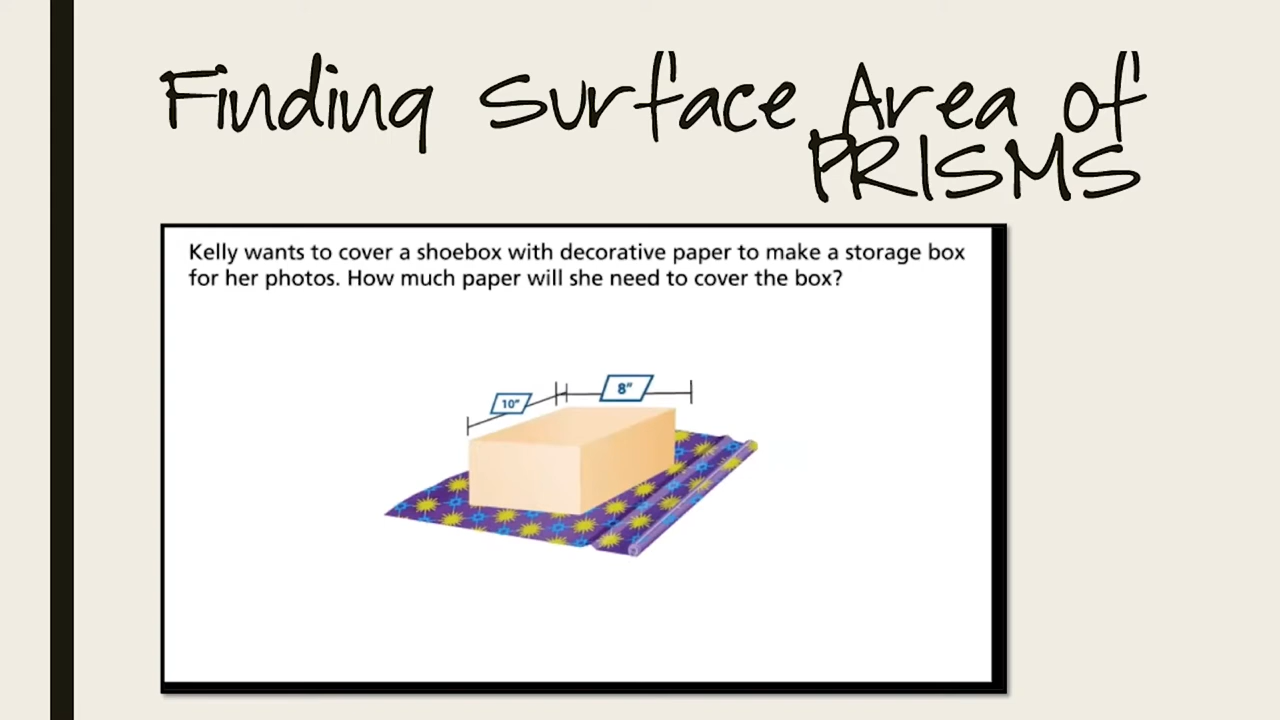 Finding Surface Area of
PRISMS
Kelly wants to cover a shoebox with decorative paper to make a storage box
for her photos. How much paper will she need to cover the box?
10"
8"